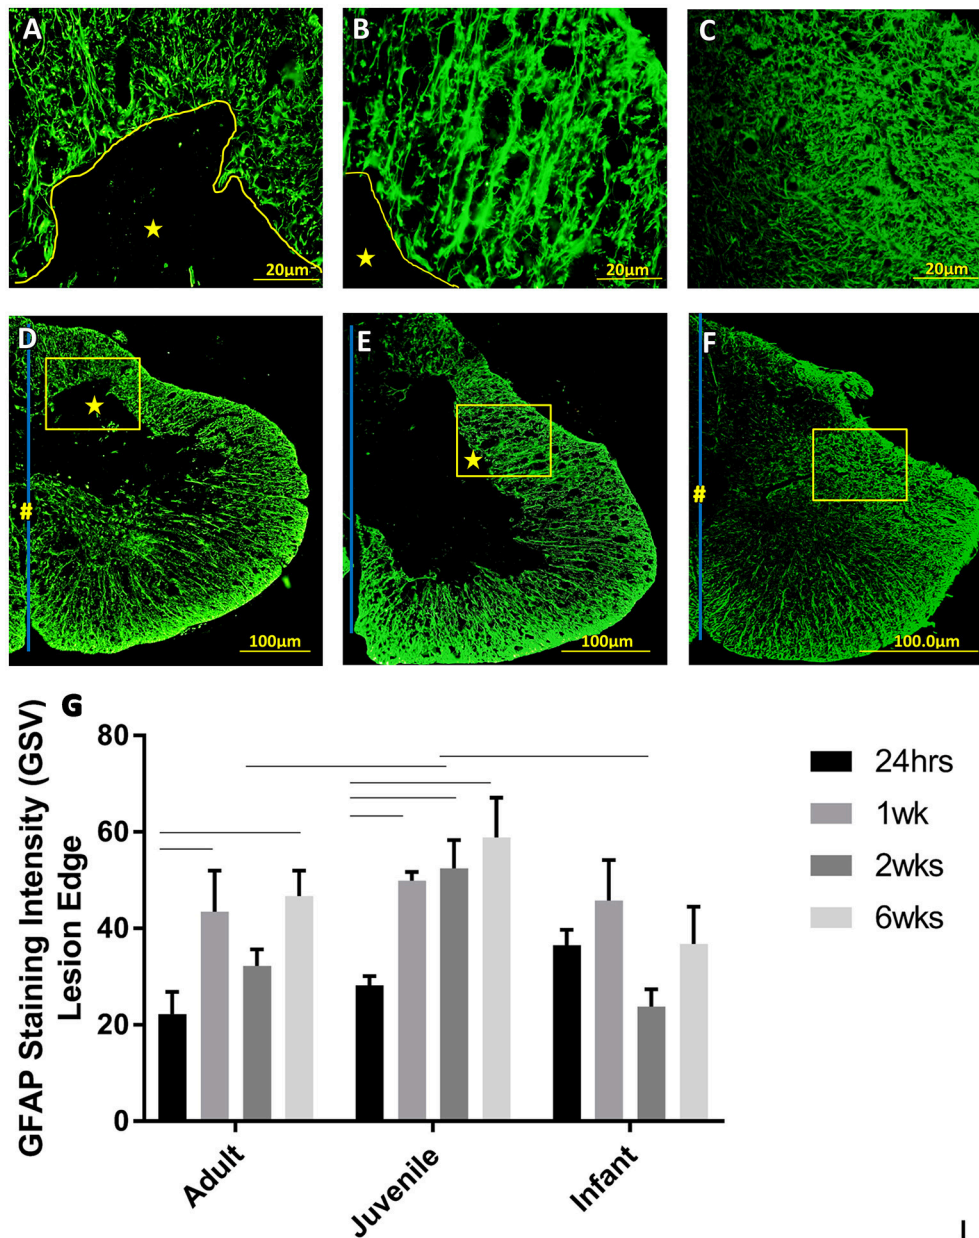 A
B
C
20μm
20μm
20μm
D
E
F
#
#
100μm
100μm
100.0μm
G
GFAP Staining Intensity (GSV)
Lesion Edge
80
60
40
20
0
Adult
Juvenile
Infant
24hrs
1wk
2wks
6wks